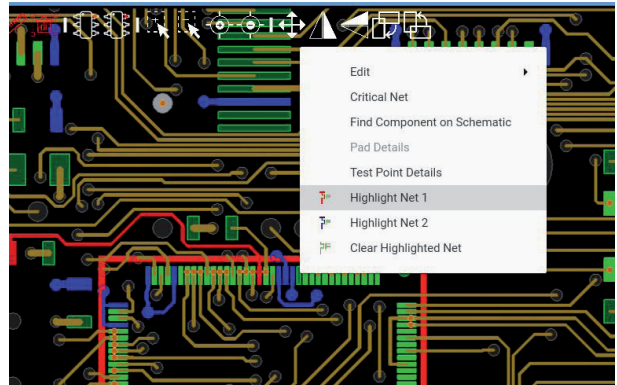 Edit
Critical Net
Find Component on Schematic
Pad Details
Test Point Details
Highlight Net 1
Highlight Net 2
Clear Highlighted Net